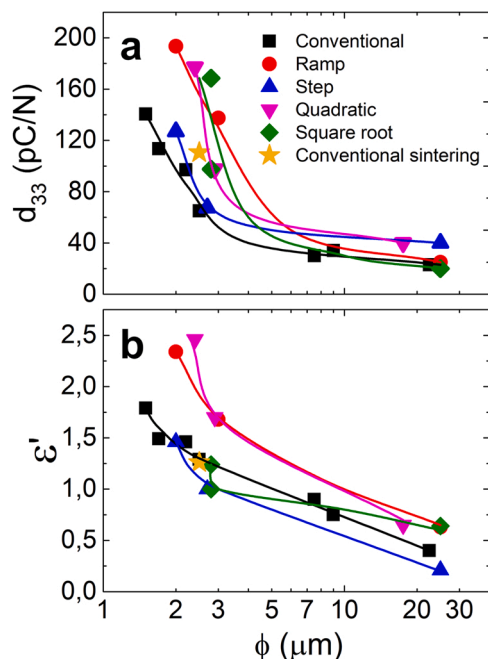 a
d33 (pC/N)
200
160
120
80
40
0
Conventional
Ramp
Step
Quadratic
Square root
Conventional sintering
b
ε'
2,5
2,0
1,5
1,0
0,5
0,0
1 2 3 5 7 10 20 30
ϕ (μm)